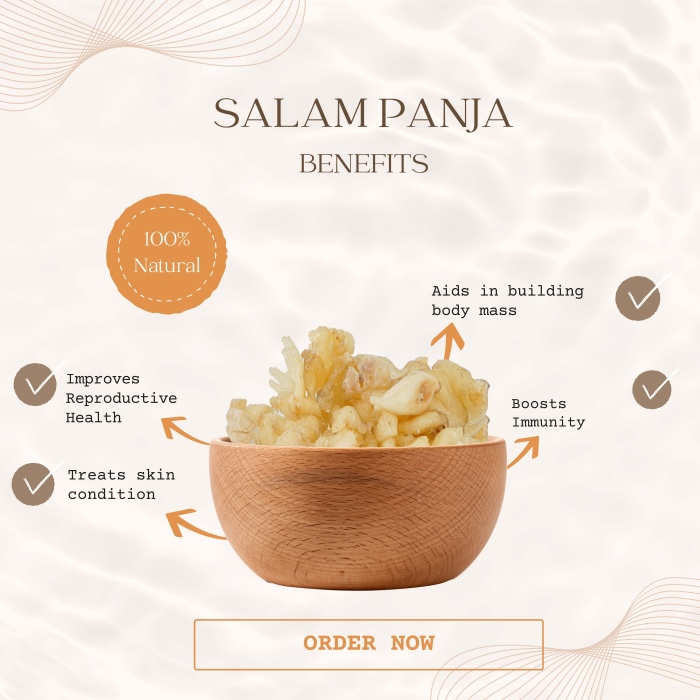 SALAM PANJA
BENEFITS
100%
Natural
Aids in building
body mass
Improves
Reproductive
Health
Boosts
Immunity
Treats skin
condition
ORDER NOW